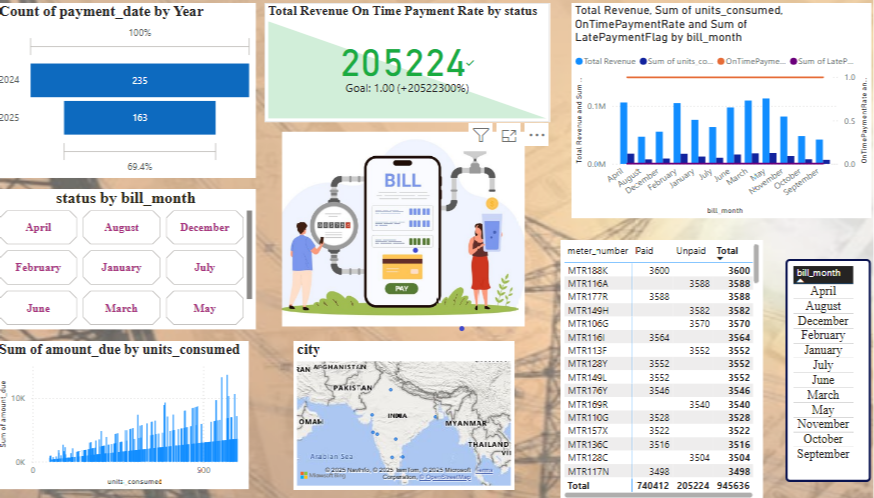 Count of payment_date by Year
100%
2024
235
2025
163
69.4%
Total Revenue On Time Payment Rate by status
205224
Goal: 1.00 (+20522300%)
Total Revenue, Sum of units_consumed,
OnTimePaymentRate and Sum of
LatePaymentFlag by bill_month
Total Revenue Sum of units_co... OnTimePayme... Sum of LateP...
Total Revenue and Sum ...
0.1M
0.0M
1.0
0.5
0.0
OnTimePaymentRate an...
April August December February January July June March May November October September
bill_month
status by bill_month
April August December
February January July
June March May
BILL
PAY
Sum of amount_due by units_consumed
Sum of amount_due
10K
0K
0 900
units_consumed
city
RAN AFGHANISTAN
PAKISTAN
OMAN
INDIA
MYANMAR
THAILAND
Arabian Sea
Microsoft Bing
© 2025 NavInfo, © 2025 TomTom, © 2025 Microsoft Terms
Corporation, © OpenStreetMap
meter_number Paid Unpaid Total
MTR188K 3600 3600
MTR116A 3588 3588
MTR177R 3588 3588
MTR149H 3582 3582
MTR106G 3570 3570
MTR116I 3564 3564
MTR113F 3552 3552
MTR128Y 3552 3552
MTR149L 3552 3552
MTR176Y 3546 3546
MTR169R 3540 3540
MTR110G 3528 3528
MTR157X 3522 3522
MTR136C 3516 3516
MTR128C 3504 3504
MTR117N 3498 3498
Total 740412 205224 945636
bill_month
April
August
December
February
January
July
June
March
May
November
October
September